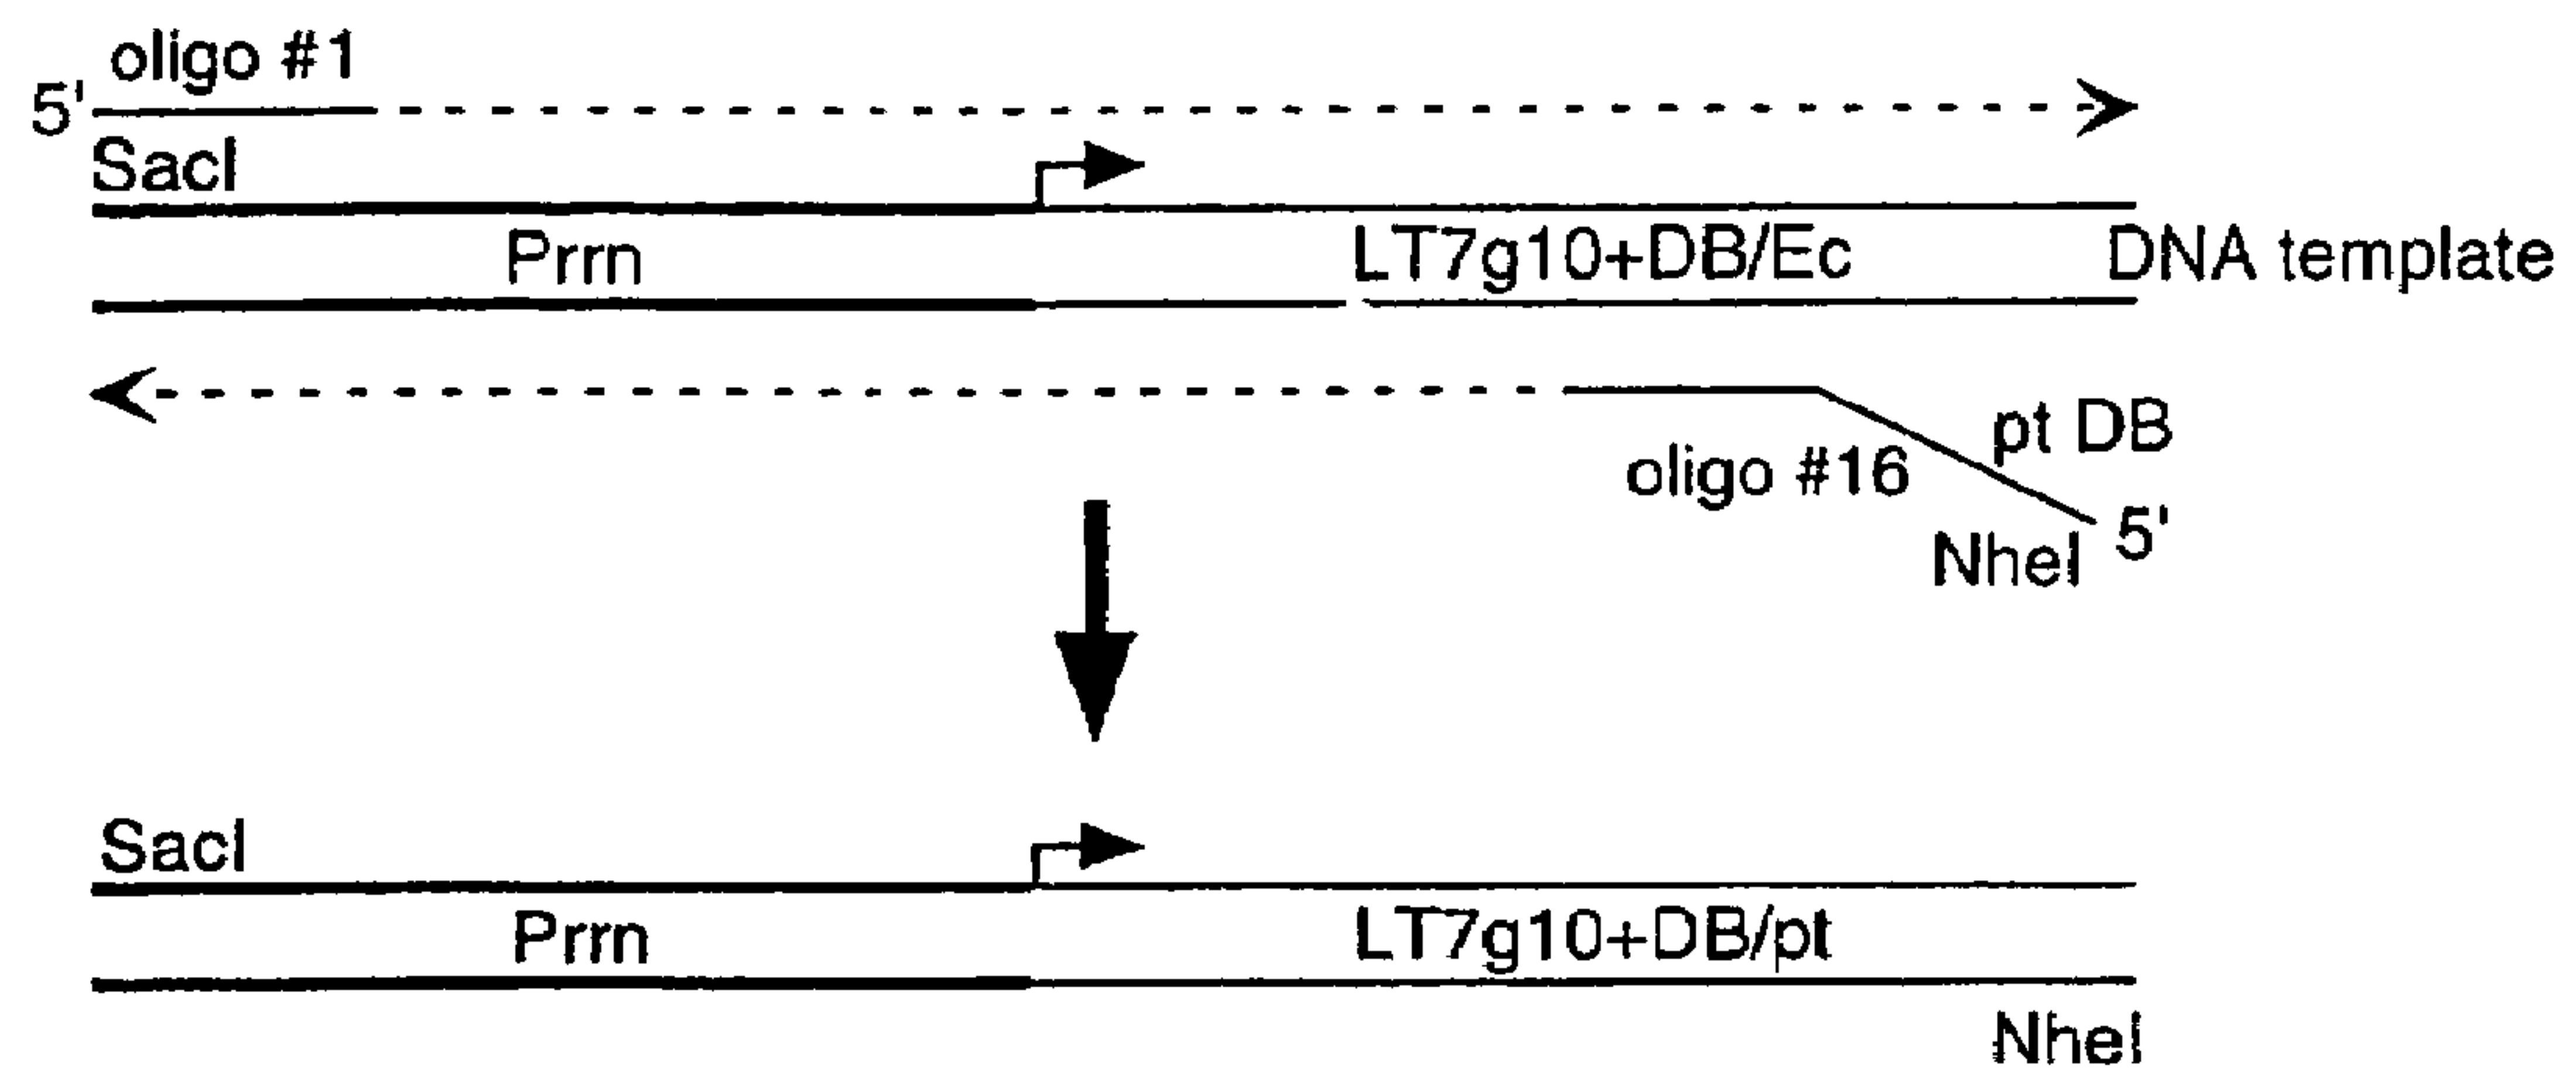 oligo #1
5'
SacI
Prrn
LT7g10+DB/Ec
DNA template
pt DB
oligo #16
5'
NheI
SacI
Prrn
LT7g10+DB/pt
NheI